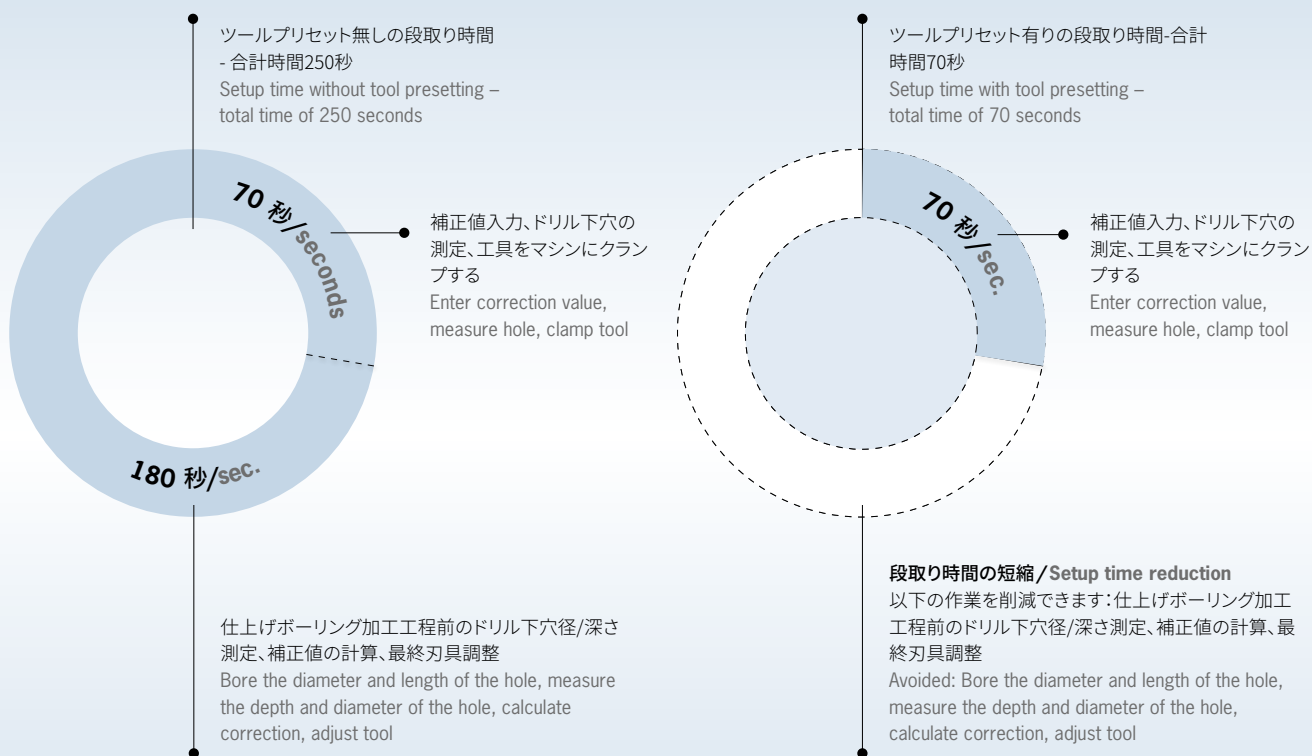 ツールプリセット無しの段取り時間
- 合計時間250秒
Setup time without tool presetting –
total time of 250 seconds
70 秒/seconds
補正値入力、ドリル下穴の
測定、工具をマシンにクラン
プする
Enter correction value,
measure hole, clamp tool
180 秒/sec.
仕上げボーリング加工工程前のドリル下穴径/深さ
測定、補正値の計算、最終刃具調整
Bore the diameter and length of the hole, measure
the depth and diameter of the hole, calculate
correction, adjust tool
ツールプリセット有りの段取り時間-合計
時間70秒
Setup time with tool presetting –
total time of 70 seconds
70 秒/sec.
補正値入力、ドリル下穴の
測定、工具をマシンにクラン
プする
Enter correction value,
measure hole, clamp tool
段取り時間の短縮/Setup time reduction
以下の作業を削減できます：仕上げボーリング加工
工程前のドリル下穴径/深さ測定、補正値の計算、最
終刃具調整
Avoided: Bore the diameter and length of the hole,
measure the depth and diameter of the hole,
calculate correction, adjust tool